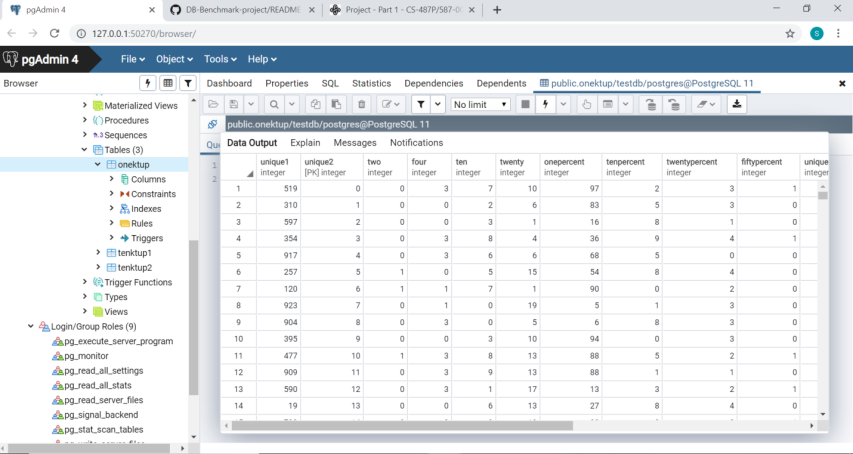 pgAdmin 4
DB-Benchmark-project/README
Project - Part 1 - CS-487P/587-0
127.0.0.1:50270/browser/
S
pgAdmin 4
File
Object
Tools
Help
Browser
Dashboard
Properties
SQL
Statistics
Dependencies
Dependents
public.onektup/testdb/postgres@PostgreSQL 11
Materialized Views
Procedures
Sequences
Tables (3)
onektup
Columns
Constraints
Indexes
Rules
Triggers
tenktup1
tenktup2
Trigger Functions
Types
Views
Login/Group Roles (9)
pg_execute_server_program
pg_monitor
pg_read_all_settings
pg_read_all_stats
pg_read_server_files
pg_signal_backend
pg_stat_scan_tables
No limit
public.onektup/testdb/postgres@PostgreSQL 11
Data Output Explain Messages Notifications
unique1 unique2 two four ten twenty onepercent tenpercent twentypercent fiftypercent unique
integer [PK] integer integer integer integer integer integer integer integer integer integer
1 519 0 0 3 7 10 97 2 3 1
2 310 1 0 0 2 6 83 5 3 0
3 597 2 0 0 3 1 16 8 1 0
4 354 3 0 3 8 4 36 9 4 1
5 917 4 0 3 6 6 68 5 0 0
6 257 5 1 0 5 15 54 8 4 0
7 120 6 1 1 7 1 90 0 2 0
8 923 7 0 1 0 19 5 1 3 0
9 904 8 0 3 0 5 6 8 3 0
10 395 9 0 0 3 10 94 0 3 0
11 477 10 1 3 8 13 88 5 2 1
12 909 11 0 3 9 13 88 1 1 0
13 590 12 0 3 1 17 13 3 2 1
14 19 13 0 0 6 13 27 8 4 0